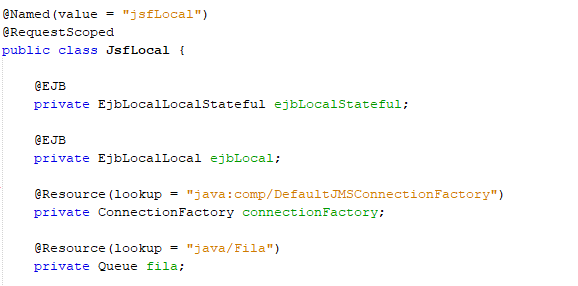 @Named(value = "jsfLocal")
@RequestScoped
public class JsfLocal {
@EJB
private EjbLocalLocalStateful ejbLocalStateful;
@EJB
private EjbLocalLocal ejbLocal;
@Resource(lookup = "java:comp/DefaultJMSConnectionFactory")
private ConnectionFactory connectionFactory;
@Resource(lookup = "java/Fila")
private Queue fila;